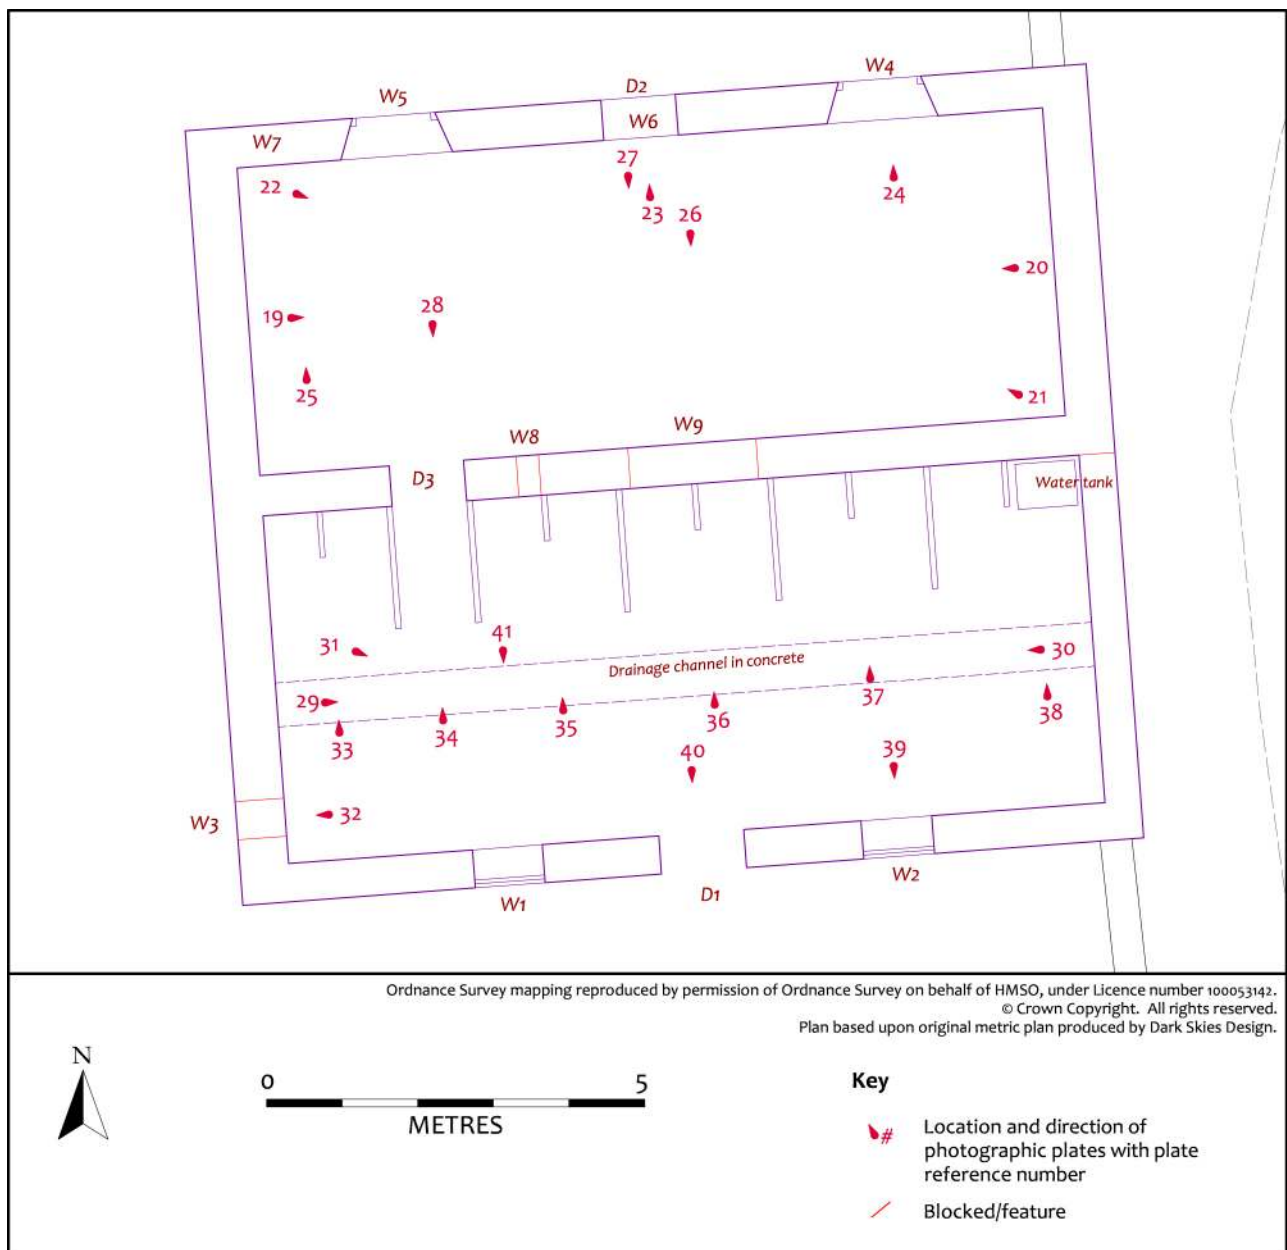 W4
D2
W5
W6
W7
27
22
24
23
26
20
28
19
25
21
W9
W8
D3
Water tank
31
41
Drainage channel in concrete
30
29
37
38
36
35
34
33
40
39
32
W3
W2
D1
W1
Ordnance Survey mapping reproduced by permission of Ordnance Survey on behalf of HMSO, under Licence number 100053142.
© Crown Copyright. All rights reserved.
Plan based upon original metric plan produced by Dark Skies Design.
N
0 5
METRES
Key
# Location and direction of
photographic plates with plate
reference number
Blocked/feature